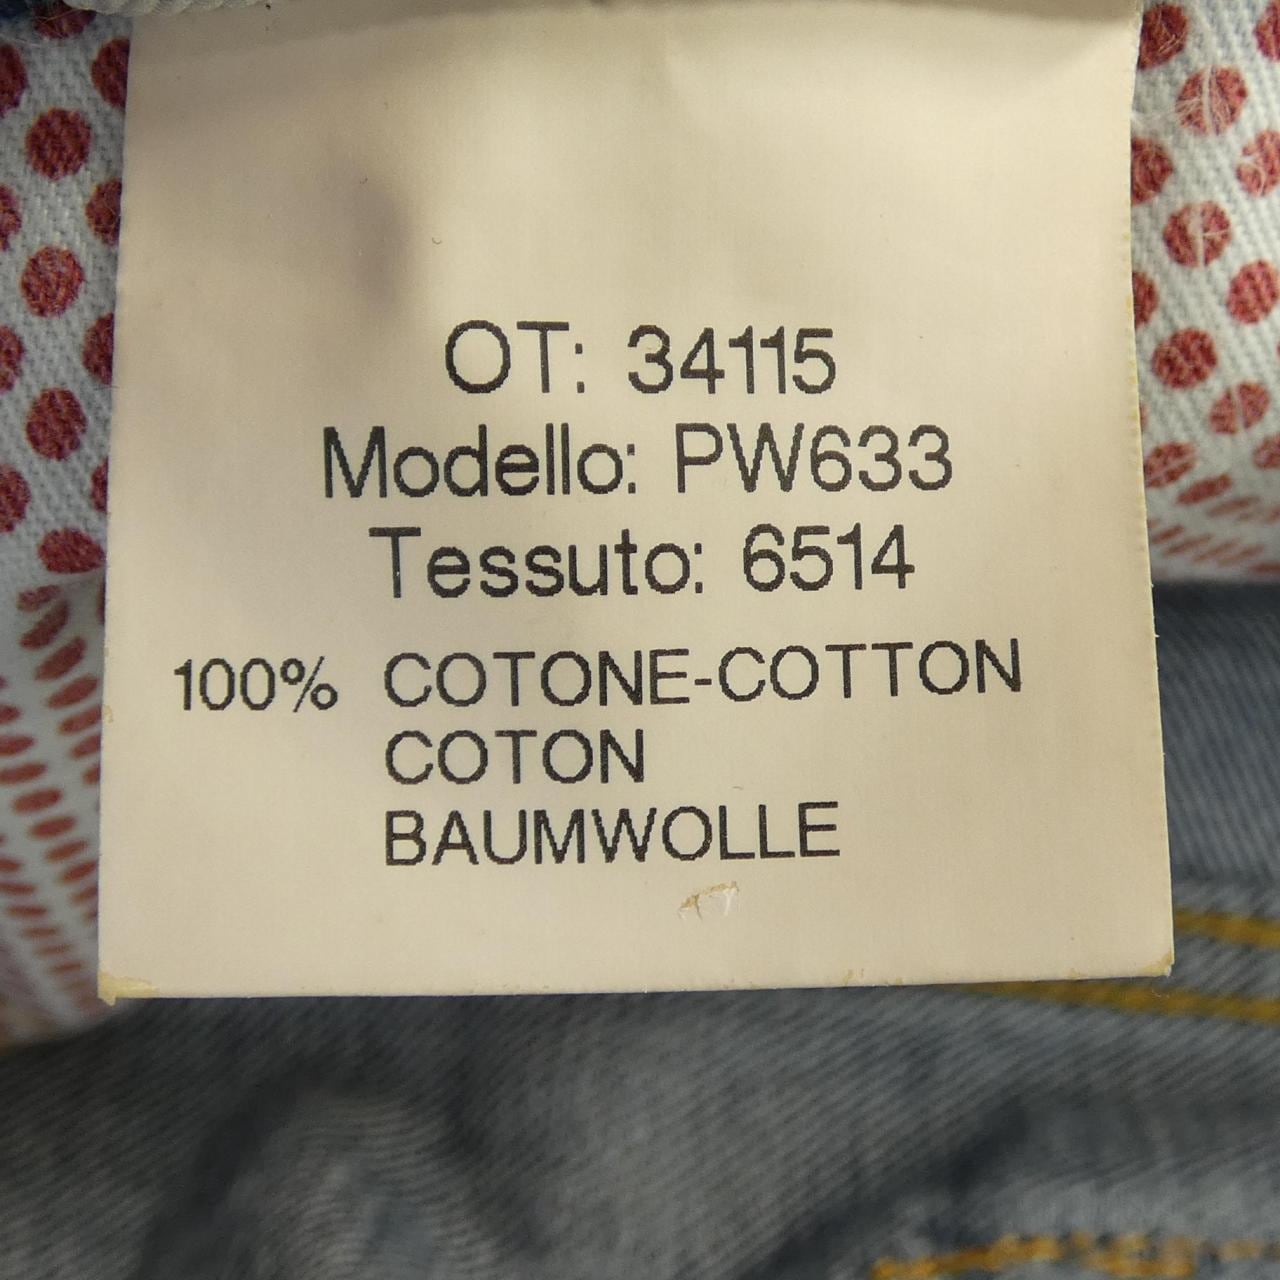 OT: 34115
Modello: PW633
Tessuto: 6514
100% COTONE-COTTON
COTON
BAUMWOLLE